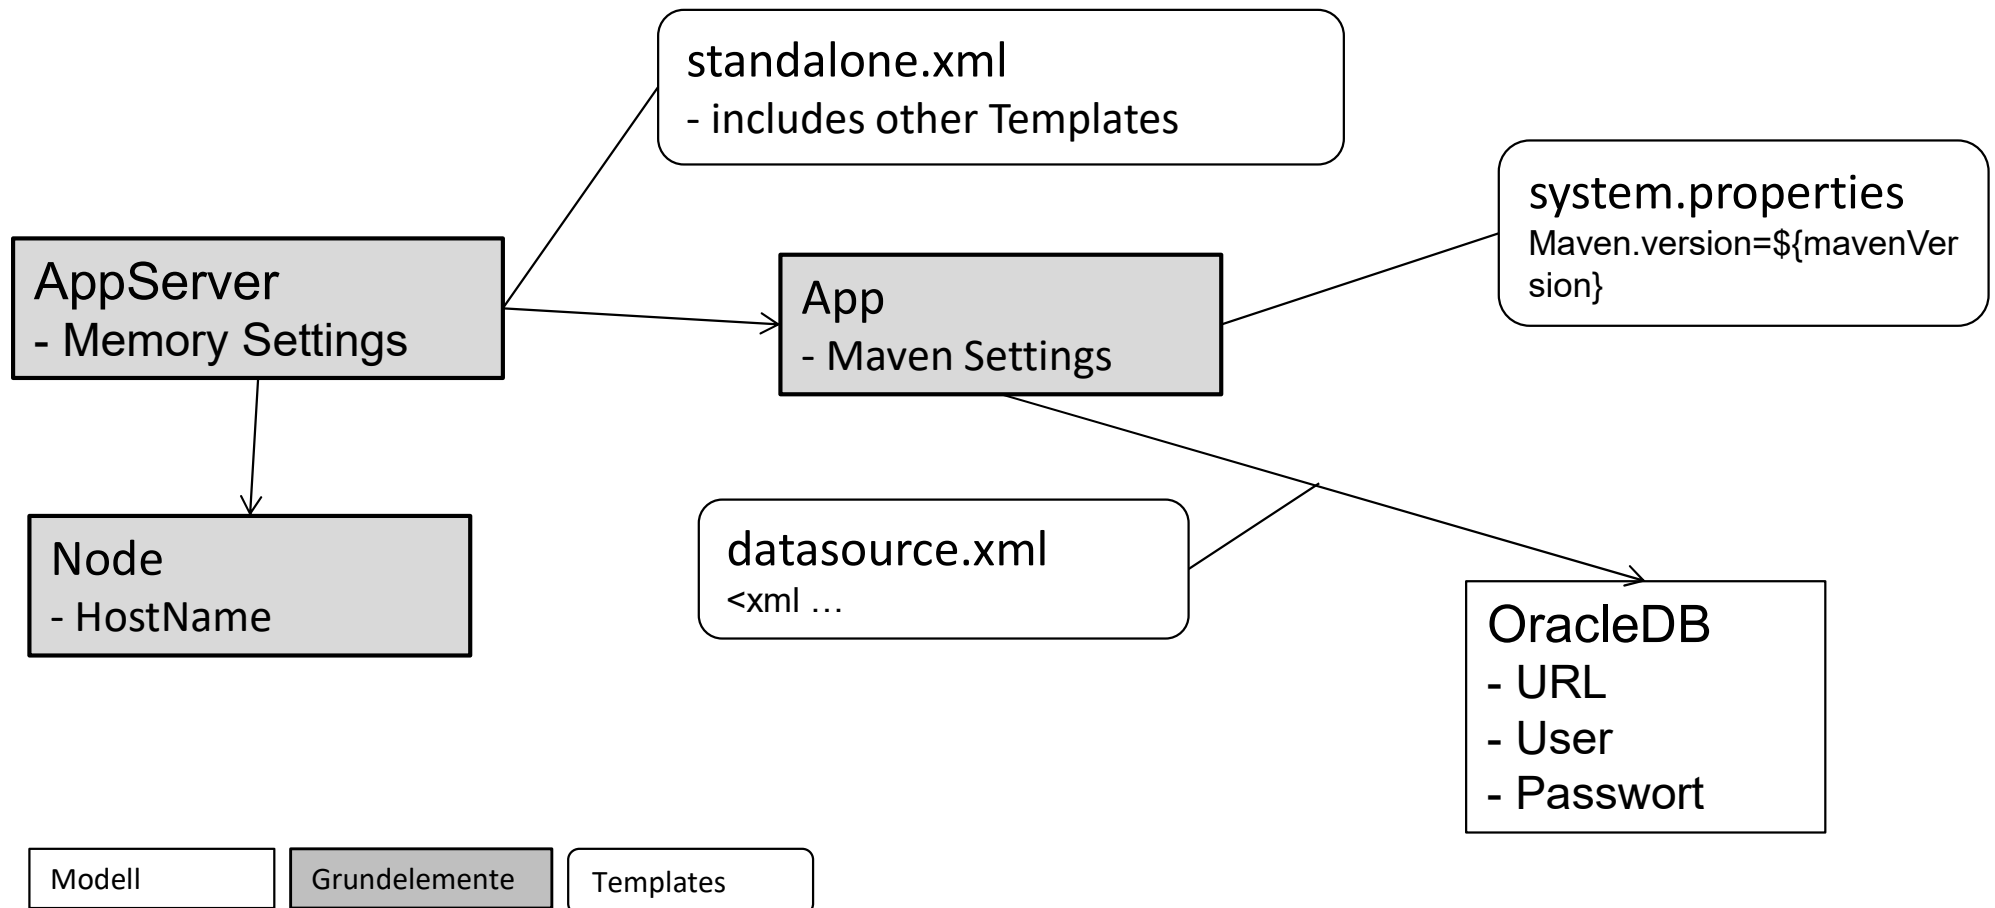 standalone.xml
- includes other Templates
system.properties
Maven.version=${mavenVer
sion}
AppServer
- Memory Settings
App
- Maven Settings
Node
- HostName
datasource.xml
<xml …
OracleDB
- URL
- User
- Passwort
Modell
Grundelemente
Templates